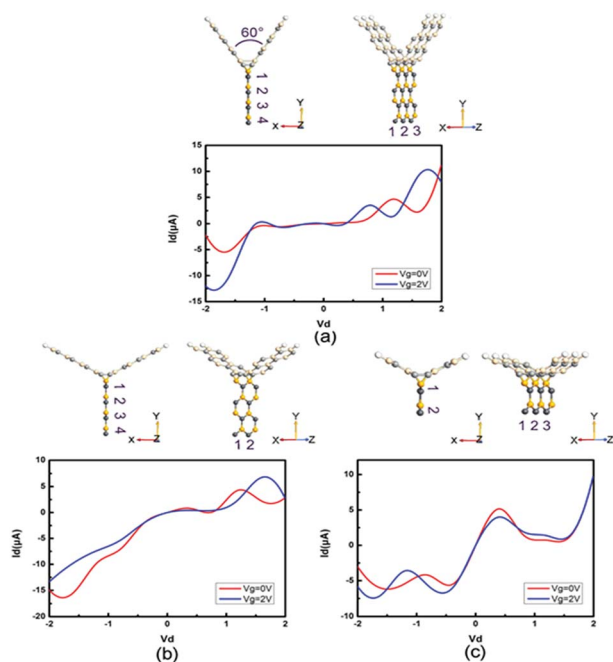 60°
1
2
3
4
Y
X Z
1 2 3
Y
X Z
15
10
5
0
-5
-10
-15
Id(μA)
Vg=0V
Vg=2V
-2 -1 0 1 2
Vd
(a)
1
2
3
4
Y
X Z
1 2
Y
X Z
10
5
0
-5
-10
-15
-20
Id(μA)
Vg=0V
Vg=2V
-2 -1 0 1 2
Vd
(b)
1
2
Y
X Z
1 2 3
Y
X Z
10
5
0
-5
-10
Id(μA)
Vg=0V
Vg=2V
-2 -1 0 1 2
Vd
(c)